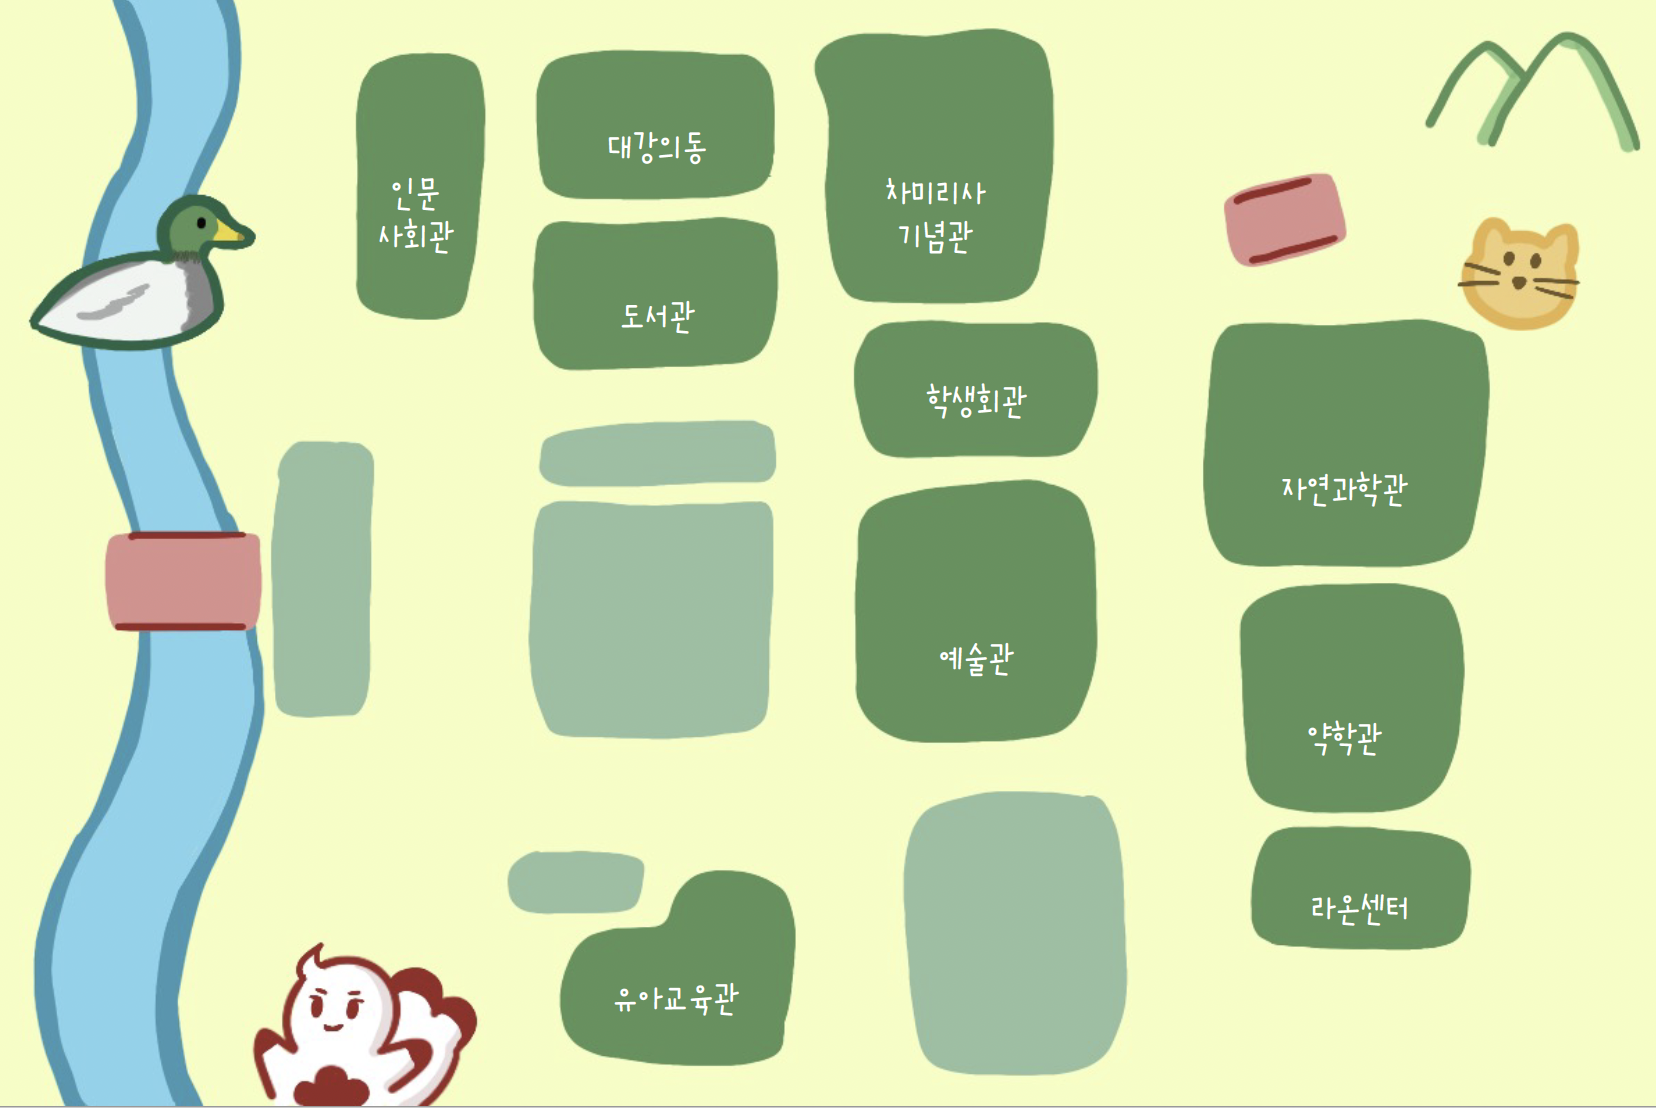 인문
사회관
대강의동
도서관
차미리사
기념관
학생회관
예술관
자연과학관
약학관
라온센터
유아교육관